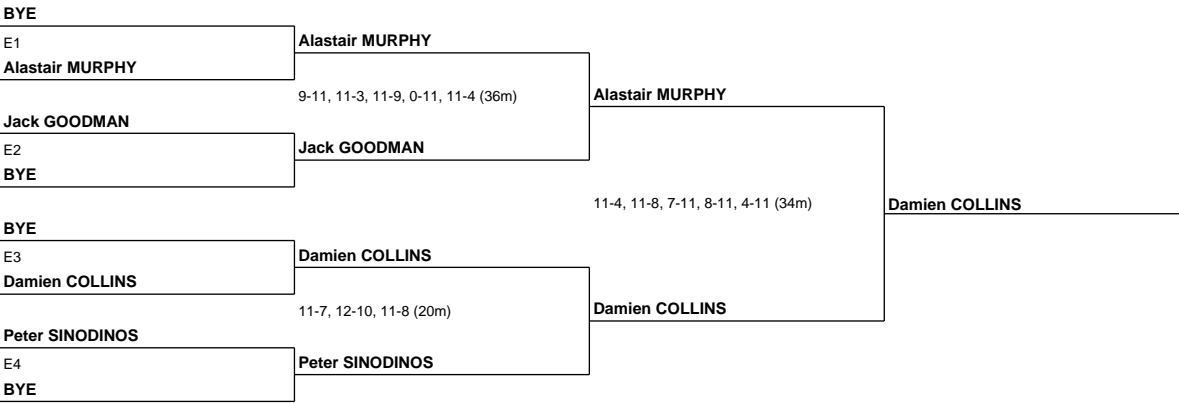 BYE
E1
Alastair MURPHY
Alastair MURPHY
9-11, 11-3, 11-9, 0-11, 11-4 (36m)
Alastair MURPHY
Jack GOODMAN
E2
Jack GOODMAN
BYE
11-4, 11-8, 7-11, 8-11, 4-11 (34m)
Damien COLLINS
BYE
E3
Damien COLLINS
Damien COLLINS
11-7, 12-10, 11-8 (20m)
Damien COLLINS
Peter SINODINOS
E4
Peter SINODINOS
BYE